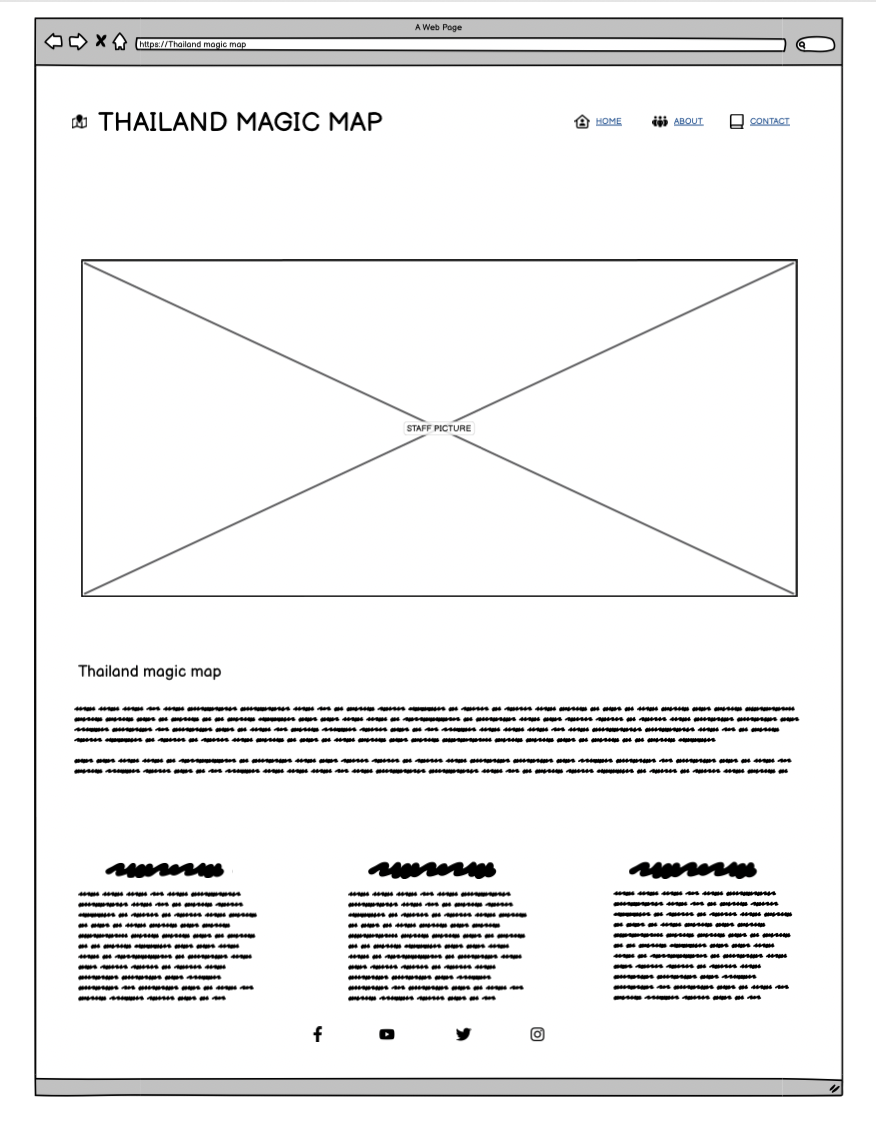 A Web Page
https://Thailand magic map
THAILAND MAGIC MAP
HOME
ABOUT
CONTACT
STAFF PICTURE
Thailand magic map